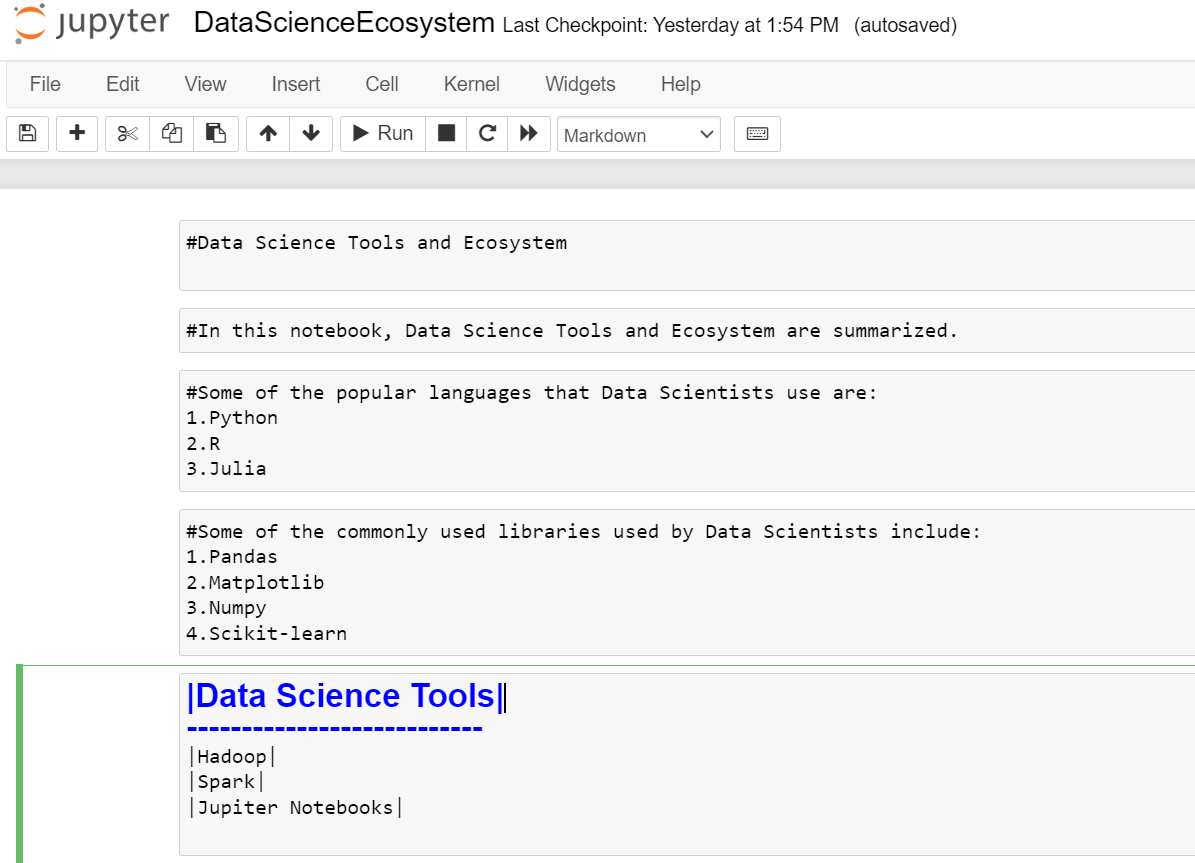 jupyter DataScienceEcosystem Last Checkpoint: Yesterday at 1:54 PM (autosaved)
File Edit View Insert Cell Kernel Widgets Help
Run Markdown
#Data Science Tools and Ecosystem
#In this notebook, Data Science Tools and Ecosystem are summarized.
#Some of the popular languages that Data Scientists use are:
1.Python
2.R
3.Julia
#Some of the commonly used libraries used by Data Scientists include:
1.Pandas
2.Matplotlib
3.Numpy
4.Scikit-learn
|Data Science Tools|
---------------------------
|Hadoop|
|Spark|
|Jupiter Notebooks|